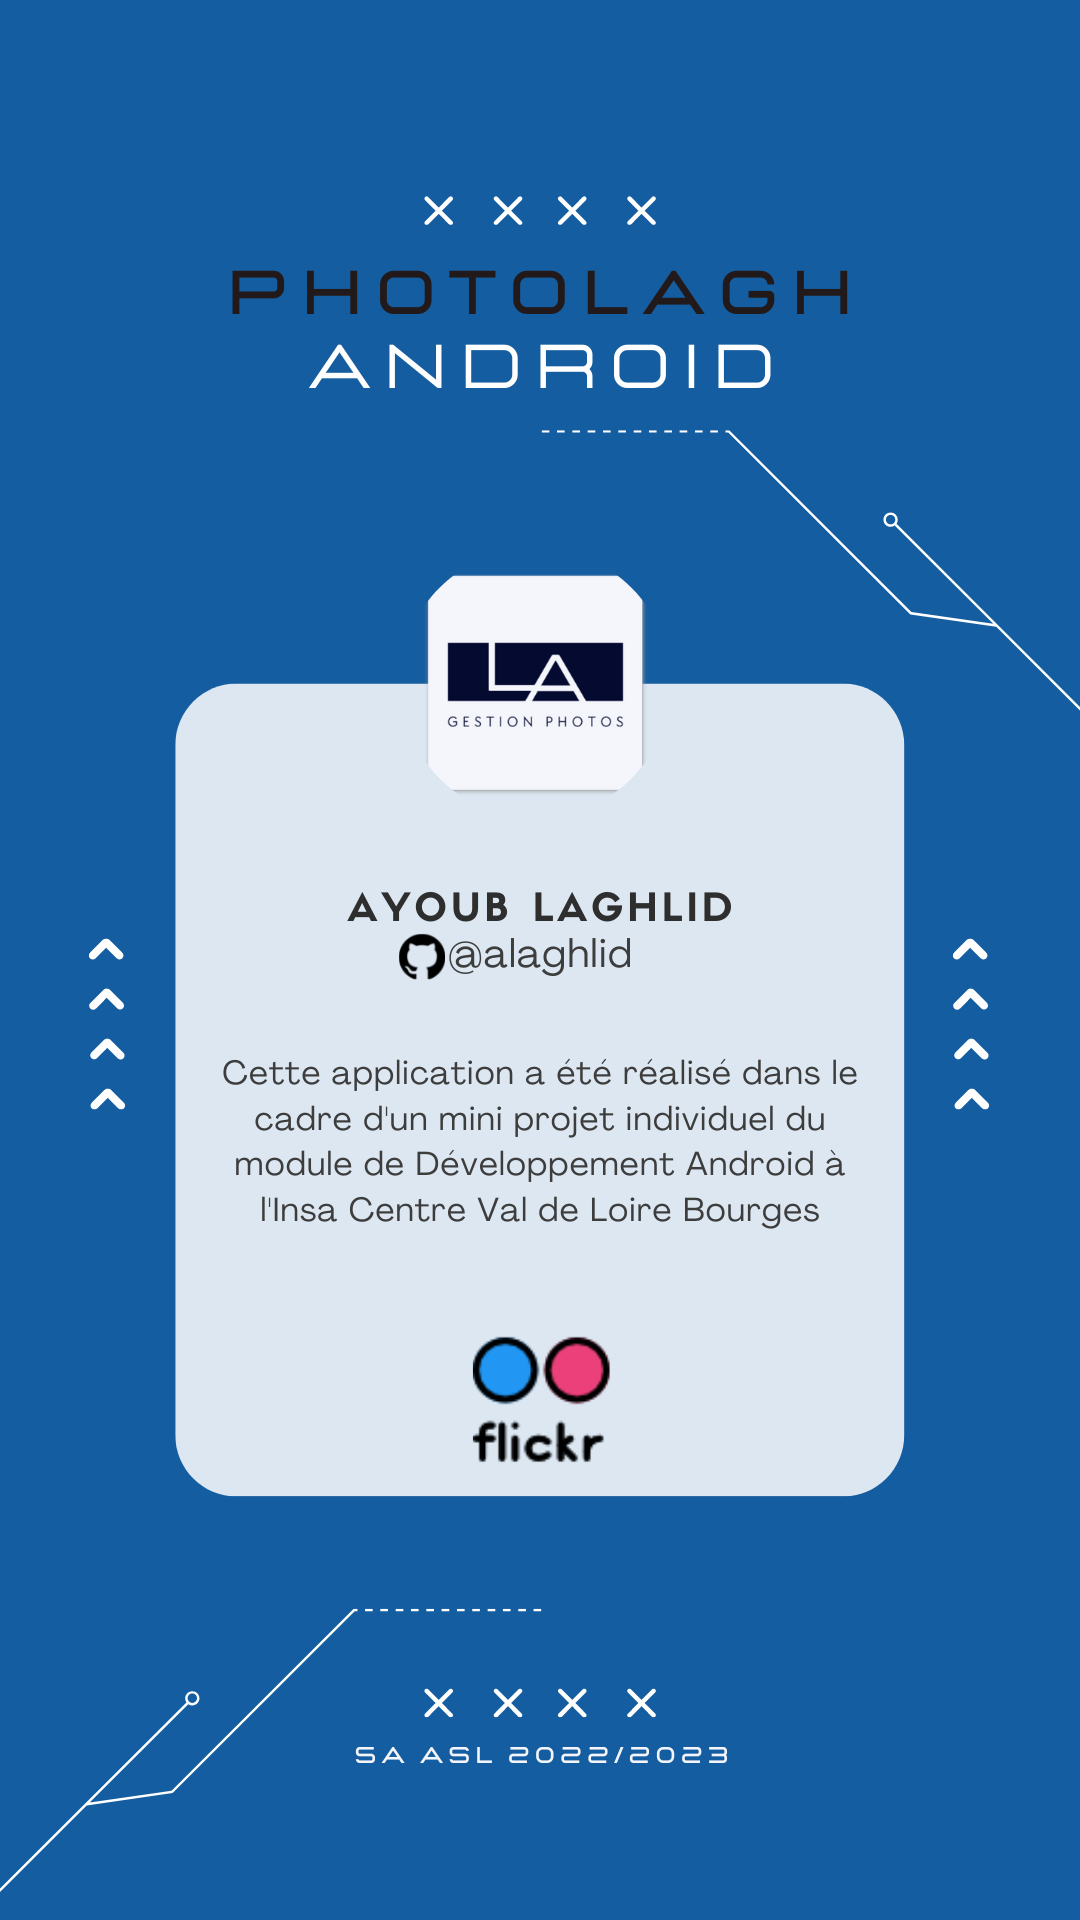 PHOTOLAGH
ANDROID
LA
GESTION PHOTOS
AYOUB LAGHLID
@alaghlid
Cette application a été réalisé dans le
cadre d'un mini projet individuel du
module de Développement Android à
l'Insa Centre Val de Loire Bourges
flickr
SA ASL 2022/2023